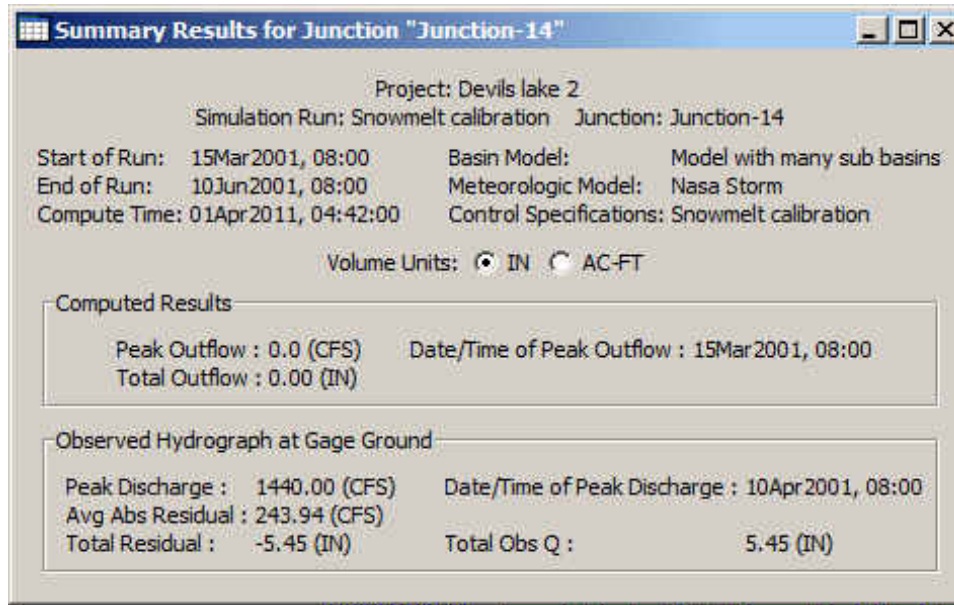 Summary Results for Junction "Junction-14"
Project: Devils lake 2
Simulation Run: Snowmelt calibration Junction: Junction-14
Start of Run: 15Mar2001, 08:00 Basin Model: Model with many sub basins
End of Run: 10Jun2001, 08:00 Meteorologic Model: Nasa Storm
Compute Time: 01Apr2011, 04:42:00 Control Specifications: Snowmelt calibration
Volume Units: IN AC-FT
Computed Results
Peak Outflow : 0.0 (CFS) Date/Time of Peak Outflow : 15Mar2001, 08:00
Total Outflow : 0.00 (IN)
Observed Hydrograph at Gage Ground
Peak Discharge : 1440.00 (CFS) Date/Time of Peak Discharge : 10Apr2001, 08:00
Avg Abs Residual : 243.94 (CFS)
Total Residual : -5.45 (IN) Total Obs Q : 5.45 (IN)